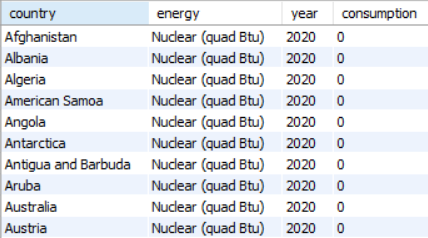 country energy year consumption
Afghanistan Nuclear (quad Btu) 2020 0
Albania Nuclear (quad Btu) 2020 0
Algeria Nuclear (quad Btu) 2020 0
American Samoa Nuclear (quad Btu) 2020 0
Angola Nuclear (quad Btu) 2020 0
Antarctica Nuclear (quad Btu) 2020 0
Antigua and Barbuda Nuclear (quad Btu) 2020 0
Aruba Nuclear (quad Btu) 2020 0
Australia Nuclear (quad Btu) 2020 0
Austria Nuclear (quad Btu) 2020 0